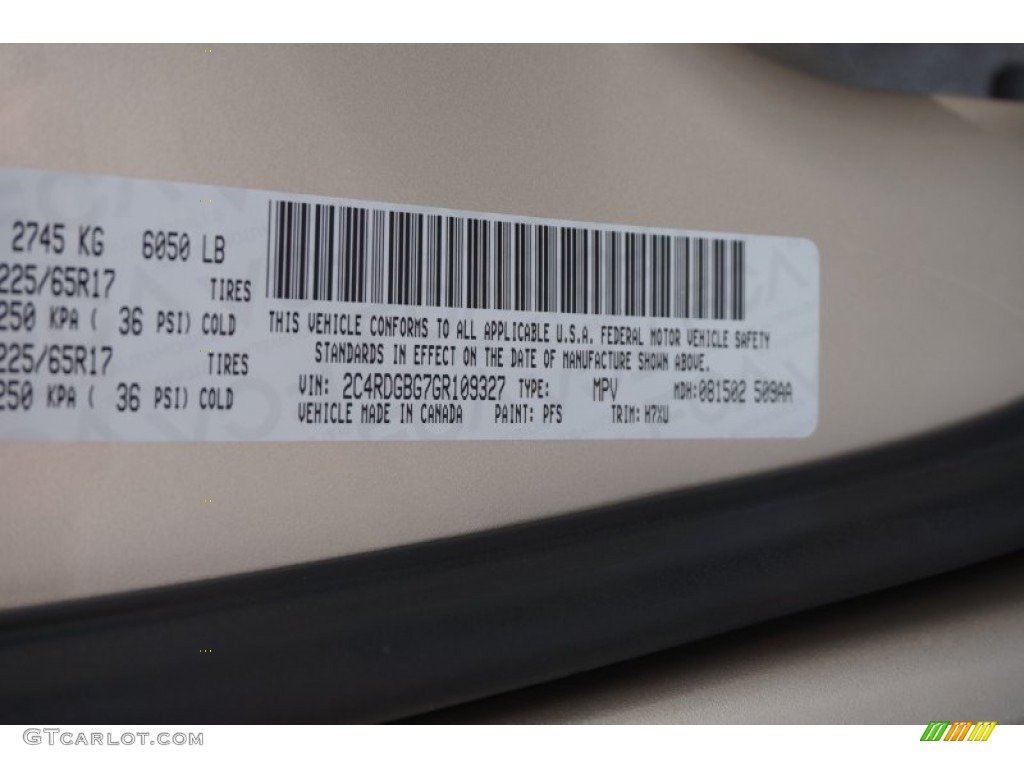 2745 KG 6050 LB
225/65R17 TIRES
250 KPA ( 36 PSI) COLD
225/65R17 TIRES
250 KPA ( 36 PSI) COLD
THIS VEHICLE CONFORMS TO ALL APPLICABLE U.S.A. FEDERAL MOTOR VEHICLE SAFETY
STANDARDS IN EFFECT ON THE DATE OF MANUFACTURE SHOWN ABOVE.
VIN: 2C4RDGBG7GR109327 TYPE: MPV MDH:081502 509AA
VEHICLE MADE IN CANADA PAINT: PFS TRIM: H7XU
GTCARLOT.COM